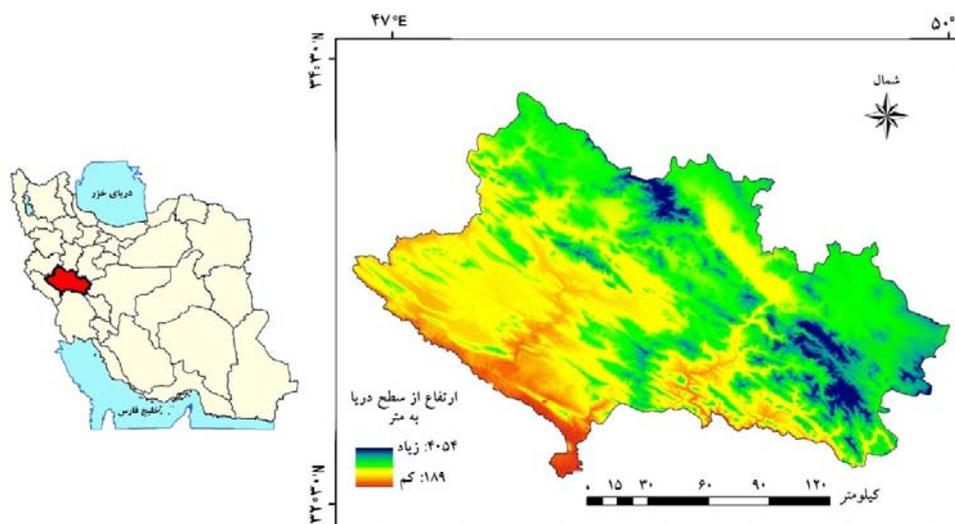 ۴۷°E
۵۰°
۳۴:۳۰°N
شمال
دریای خزر
خلیج فارس
ارتفاع از سطح دریا
به متر
زیاد :۴۰۵۴
کم :۱۸۹
۳۲:۳۰°N
۰ ۱۵ ۳۰ ۶۰ ۹۰ ۱۲۰
کیلومتر